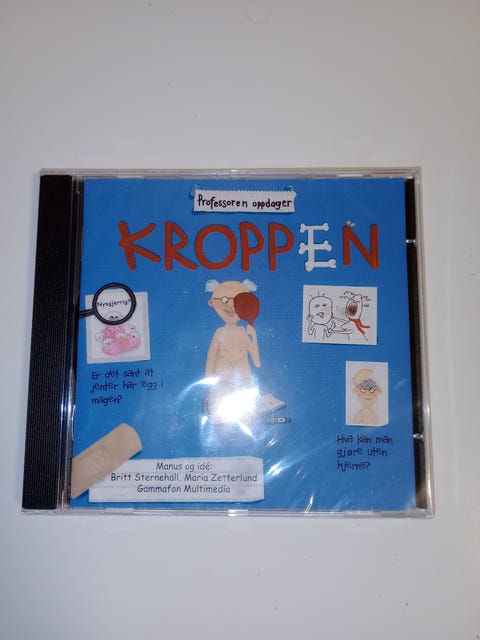 Professoren oppdager
KROPPEN
Nysgjerrig?
Er det sant at
jenter har egg i
magen?
Hva kan man
gjøre uten
hjerne?
Manus og idé:
Britt Sternehäll, Maria Zetterlund
Gammafon Multimedia